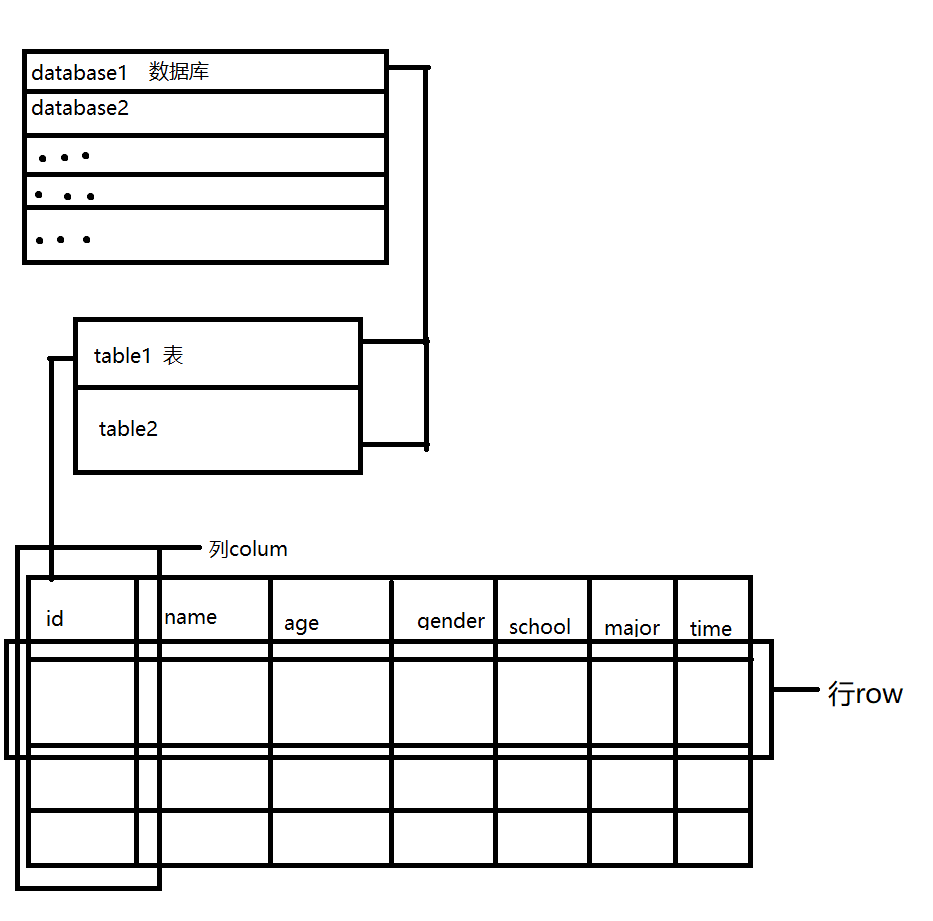 database1 数据库
database2
table1 表
table2
列colum
id name age gender school major time
行row